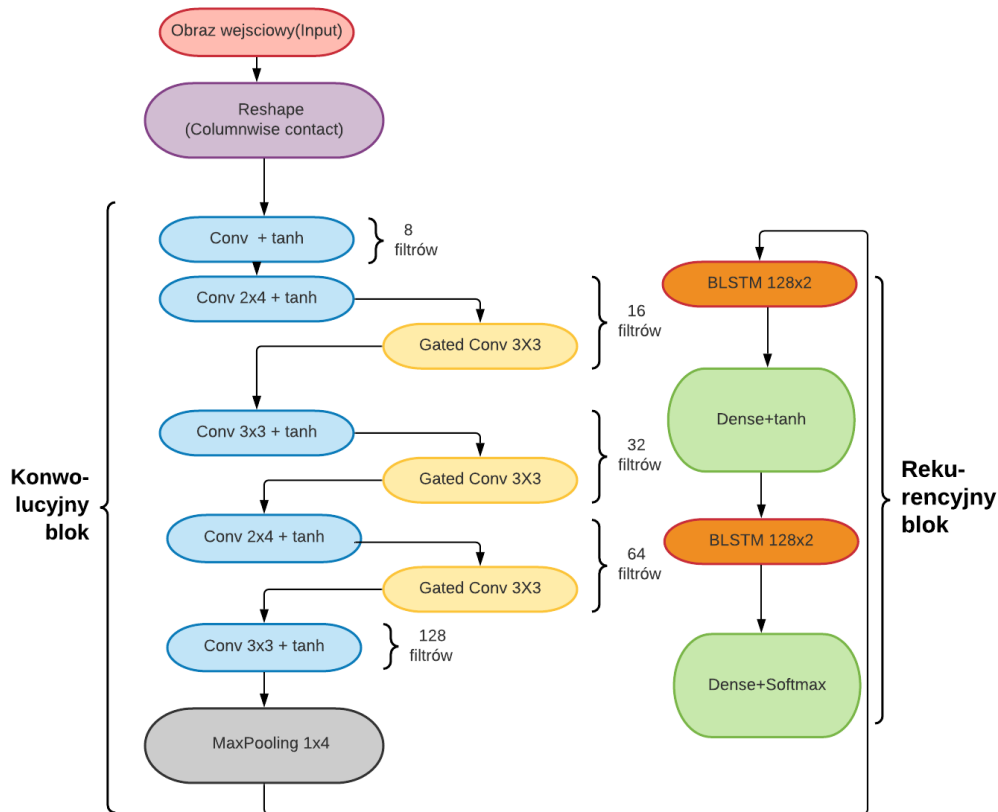 Obraz wejsciowy(Input)
Reshape
(Columnwise contact)
Konwo-
lucyjny
blok
Conv + tanh
8
filtrów
Conv 2x4 + tanh
Gated Conv 3X3
16
filtrów
Conv 3x3 + tanh
Gated Conv 3X3
32
filtrów
Conv 2x4 + tanh
Gated Conv 3X3
64
filtrów
Conv 3x3 + tanh
128
filtrów
MaxPooling 1x4
BLSTM 128x2
Dense+tanh
BLSTM 128x2
Dense+Softmax
Reku-
rencyjny
blok